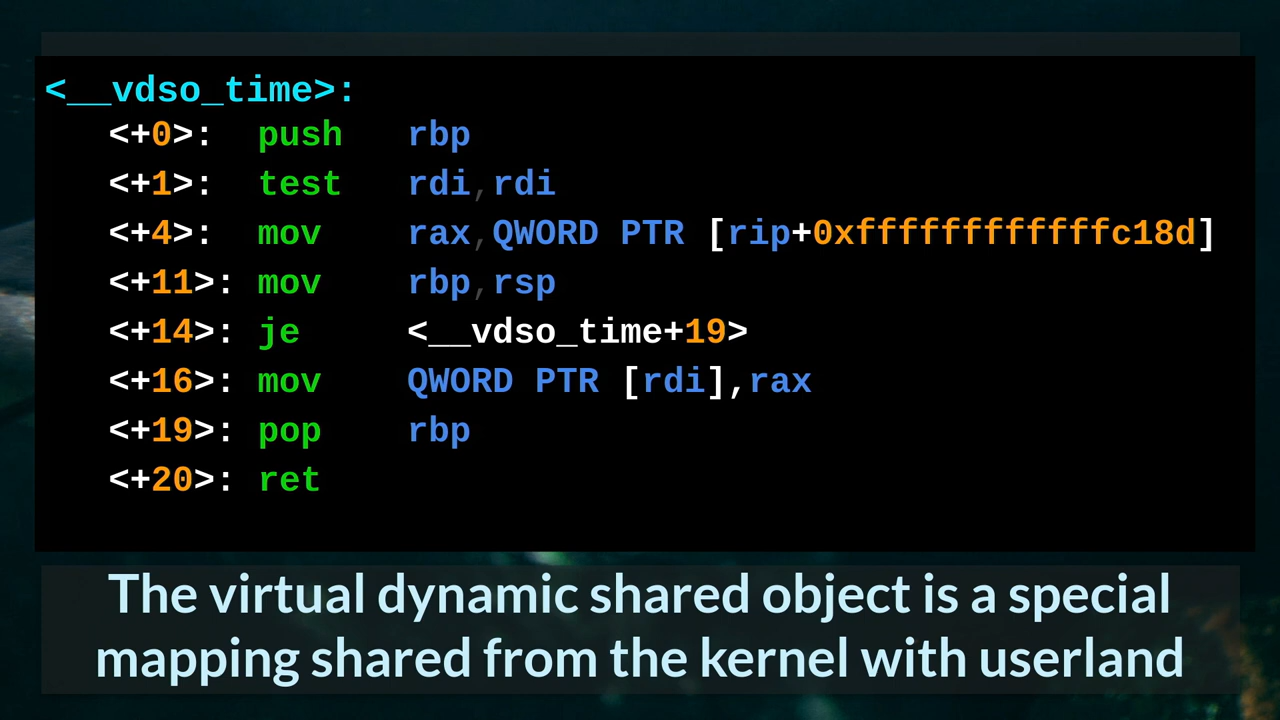 <__vdso_time>:
<+0>: push rbp
<+1>: test rdi,rdi
<+4>: mov rax,QWORD PTR [rip+0xffffffffffffc18d]
<+11>: mov rbp,rsp
<+14>: je <__vdso_time+19>
<+16>: mov QWORD PTR [rdi],rax
<+19>: pop rbp
<+20>: ret
The virtual dynamic shared object is a special
mapping shared from the kernel with userland